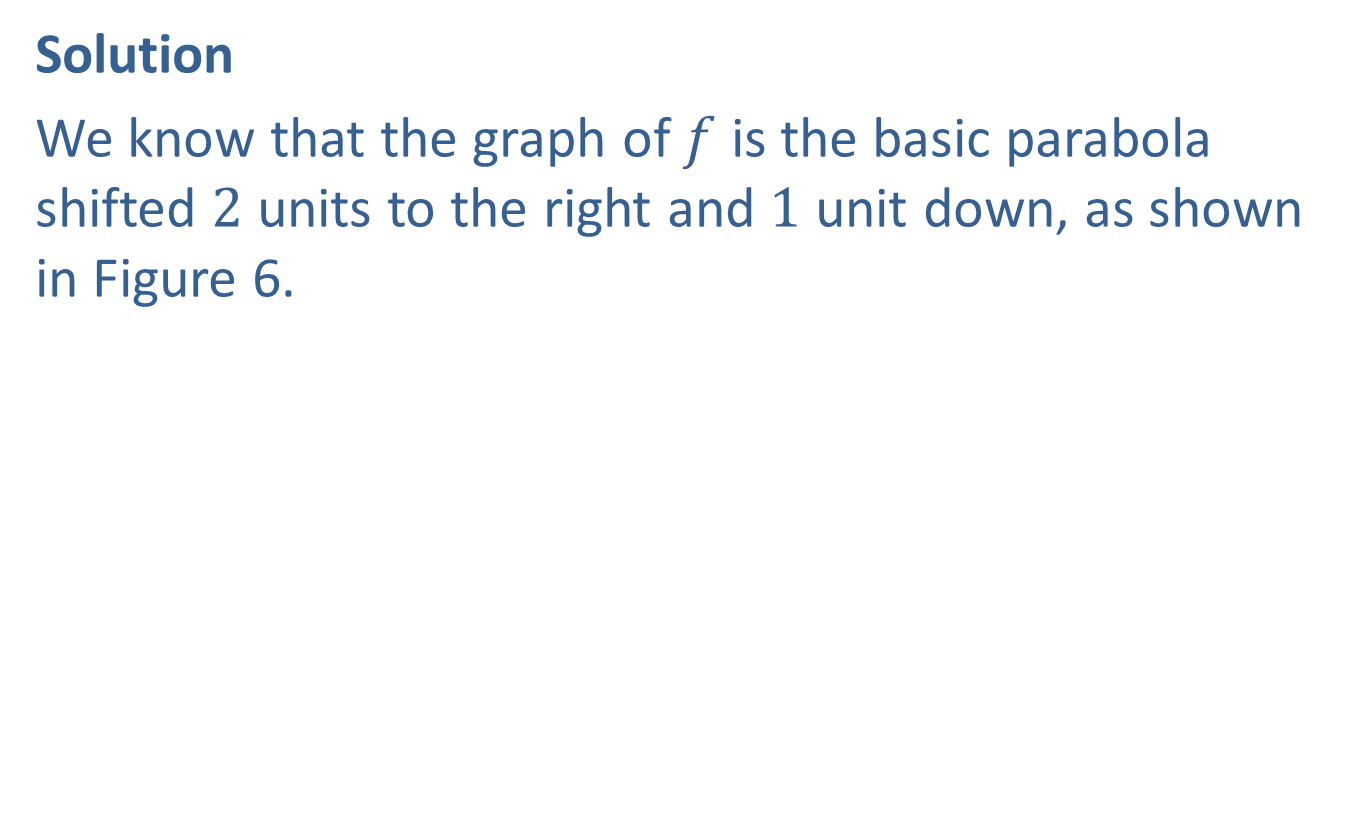 Solution
We know that the graph of f is the basic parabola
shifted 2 units to the right and 1 unit down, as shown
in Figure 6.